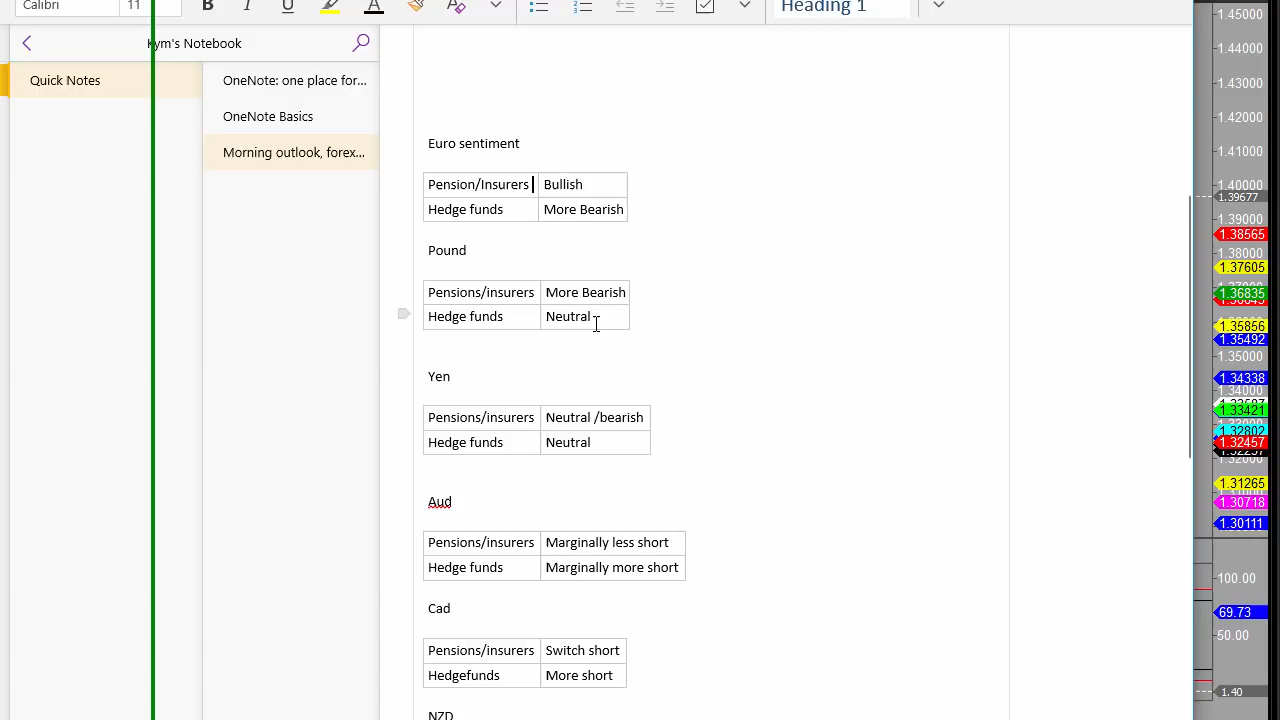 Calibri 11 B I U A A Heading 1
Kym's Notebook
Quick Notes
OneNote: one place for...
OneNote Basics
Morning outlook, forex...
Euro sentiment
Pension/Insurers Bullish
Hedge funds More Bearish
Pound
Pensions/insurers More Bearish
Hedge funds Neutral
Yen
Pensions/insurers Neutral /bearish
Hedge funds Neutral
Aud
Pensions/insurers Marginally less short
Hedge funds Marginally more short
Cad
Pensions/insurers Switch short
Hedgefunds More short
NZD
1.45000
1.44000
1.43000
1.42000
1.41000
1.40000
1.39677
1.39000
1.38565
1.38000
1.37605
1.36835
1.35856
1.35492
1.35000
1.34338
1.34000
1.33421
1.32802
1.32457
1.32000
1.31265
1.30718
1.30111
100.00
69.73
50.00
1.40